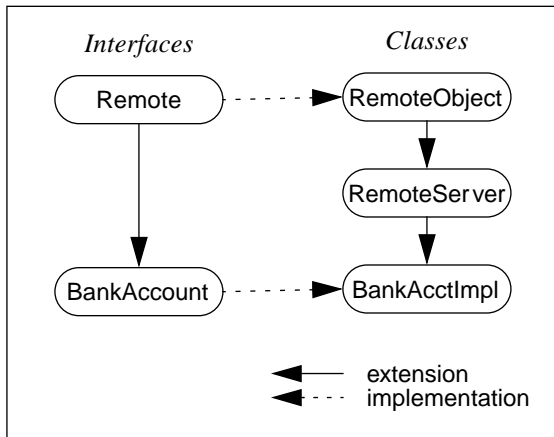 Interfaces Classes
Remote RemoteObject
RemoteServer
BankAccount BankAcctImpl
extension
implementation